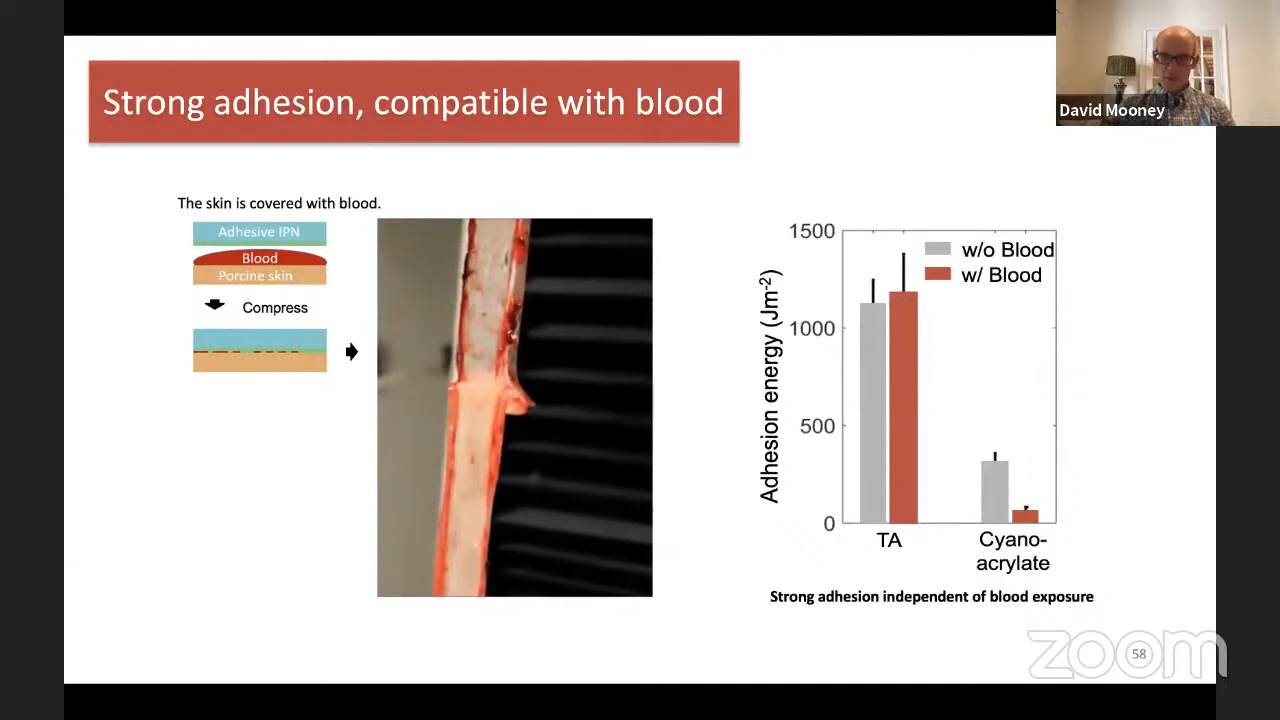 Strong adhesion, compatible with blood
David Mooney
The skin is covered with blood.
Adhesive IPN
Blood
Porcine skin
Compress
Adhesion energy (Jm-2)
1500
1000
500
0
w/o Blood
w/ Blood
TA
Cyano-
acrylate
Strong adhesion independent of blood exposure
zoom
58